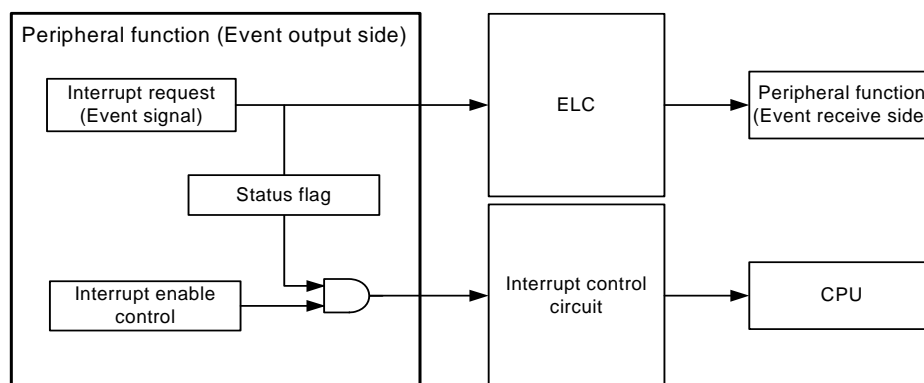 Peripheral function (Event output side)
Interrupt request
(Event signal)
ELC
Peripheral function
(Event receive side
Status flag
Interrupt enable
control
Interrupt control
circuit
CPU